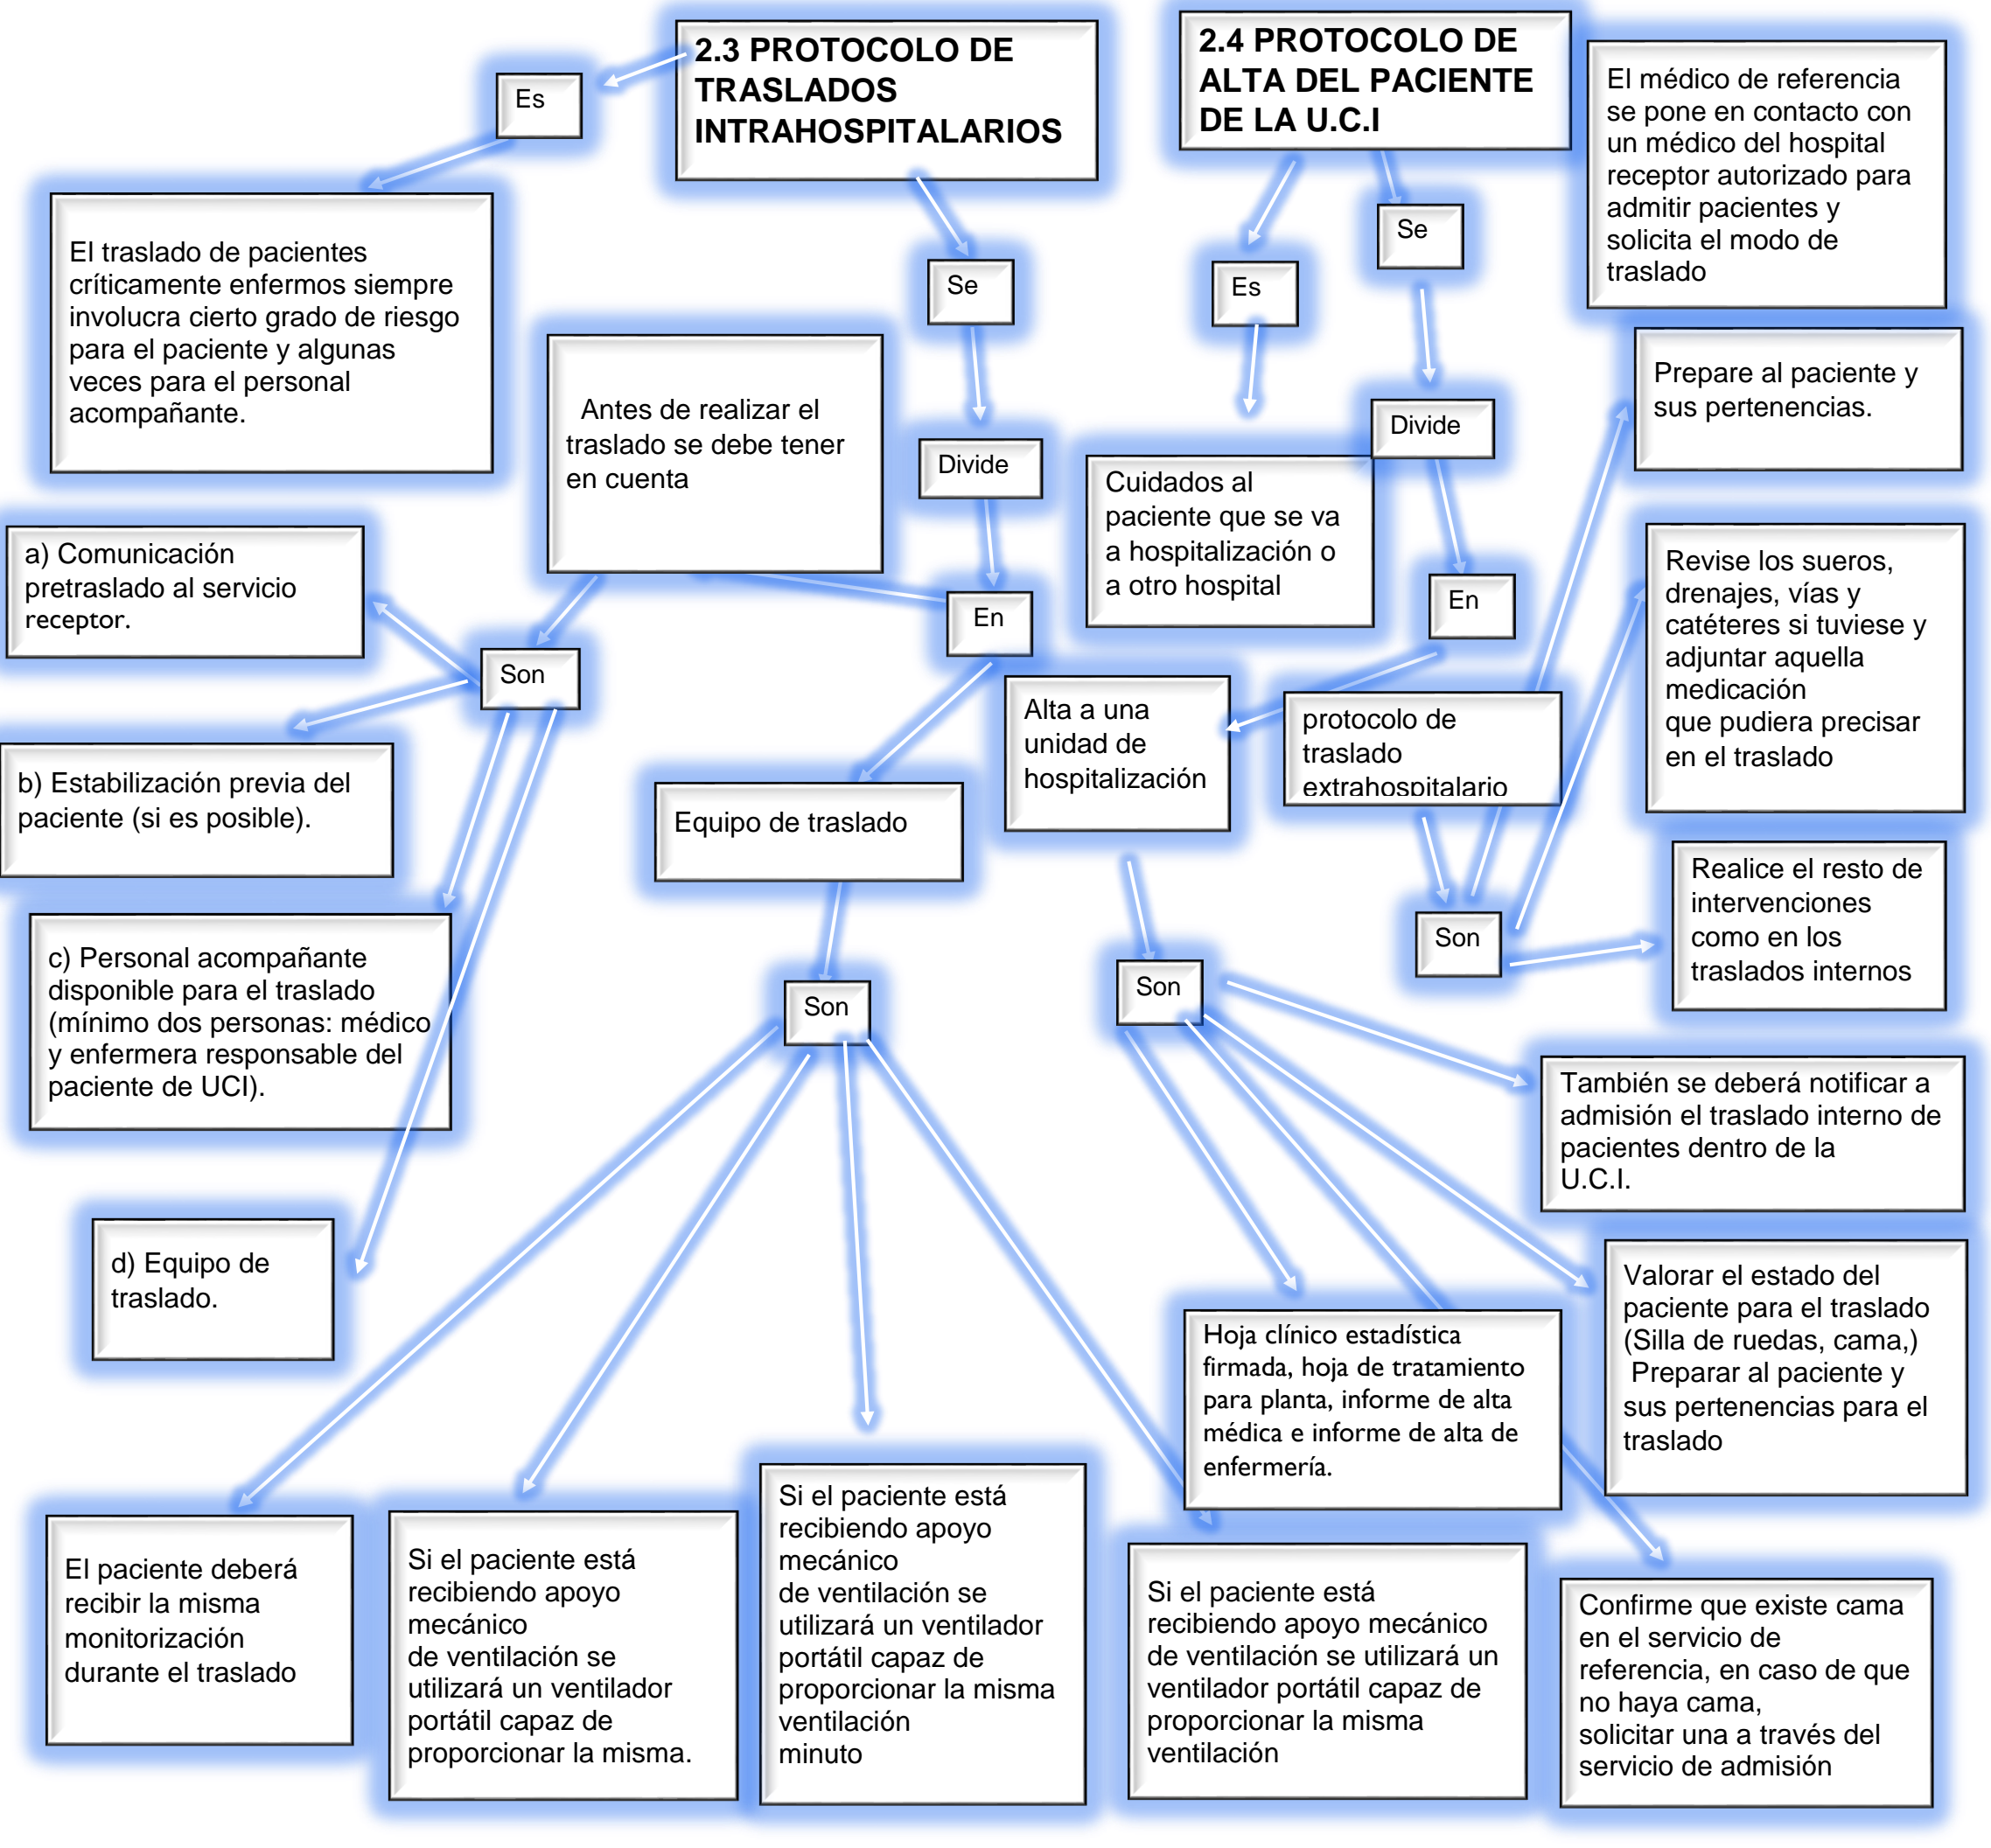 2.3 PROTOCOLO DE
TRASLADOS
INTRAHOSPITALARIOS
Es
El traslado de pacientes
críticamente enfermos siempre
involucra cierto grado de riesgo
para el paciente y algunas
veces para el personal
acompañante.
Se
Divide
En
Antes de realizar el
traslado se debe tener
en cuenta
Son
a) Comunicación
pretraslado al servicio
receptor.
b) Estabilización previa del
paciente (si es posible).
c) Personal acompañante
disponible para el traslado
(mínimo dos personas: médico
y enfermera responsable del
paciente de UCI).
d) Equipo de
traslado.
Equipo de traslado
Son
El paciente deberá
recibir la misma
monitorización
durante el traslado
Si el paciente está
recibiendo apoyo
mecánico
de ventilación se
utilizará un ventilador
portátil capaz de
proporcionar la misma.
Si el paciente está
recibiendo apoyo
mecánico
de ventilación se
utilizará un ventilador
portátil capaz de
proporcionar la misma
ventilación
minuto
Si el paciente está
recibiendo apoyo mecánico
de ventilación se utilizará un
ventilador portátil capaz de
proporcionar la misma
ventilación
2.4 PROTOCOLO DE
ALTA DEL PACIENTE
DE LA U.C.I
Es
Cuidados al
paciente que se va
a hospitalización o
a otro hospital
Se
Divide
En
Alta a una
unidad de
hospitalización
Son
También se deberá notificar a
admisión el traslado interno de
pacientes dentro de la
U.C.I.
Valorar el estado del
paciente para el traslado
(Silla de ruedas, cama,)
Preparar al paciente y
sus pertenencias para el
traslado
Hoja clínico estadística
firmada, hoja de tratamiento
para planta, informe de alta
médica e informe de alta de
enfermería.
Confirme que existe cama
en el servicio de
referencia, en caso de que
no haya cama,
solicitar una a través del
servicio de admisión
protocolo de
traslado
extrahospitalario
Son
El médico de referencia
se pone en contacto con
un médico del hospital
receptor autorizado para
admitir pacientes y
solicita el modo de
traslado
Prepare al paciente y
sus pertenencias.
Revise los sueros,
drenajes, vías y
catéteres si tuviese y
adjuntar aquella
medicación
que pudiera precisar
en el traslado
Realice el resto de
intervenciones
como en los
traslados internos